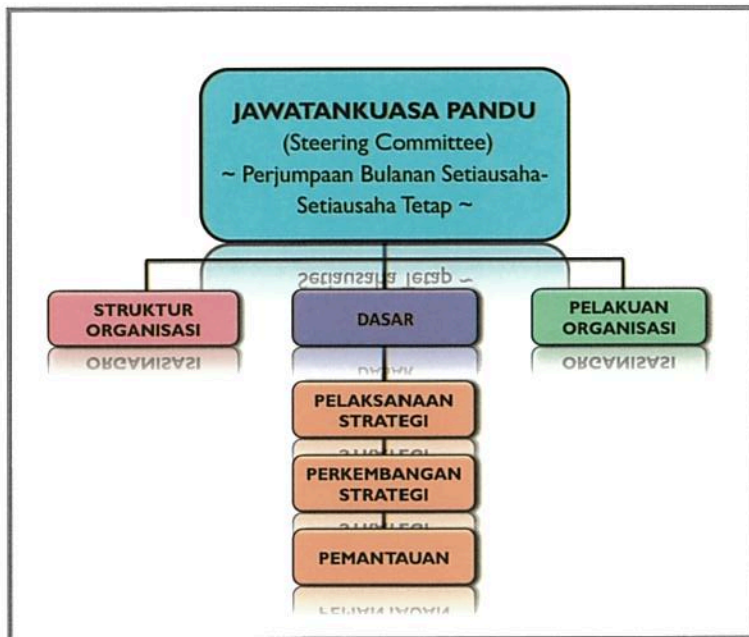 JAWATANKUASA PANDU
(Steering Committee)
~ Perjumpaan Bulanan Setiausaha-
Setiausaha Tetap ~
STRUKTUR
ORGANISASI
DASAR
PELAKUAN
ORGANISASI
PELAKSANAAN
STRATEGI
PERKEMBANGAN
STRATEGI
PEMANTAUAN